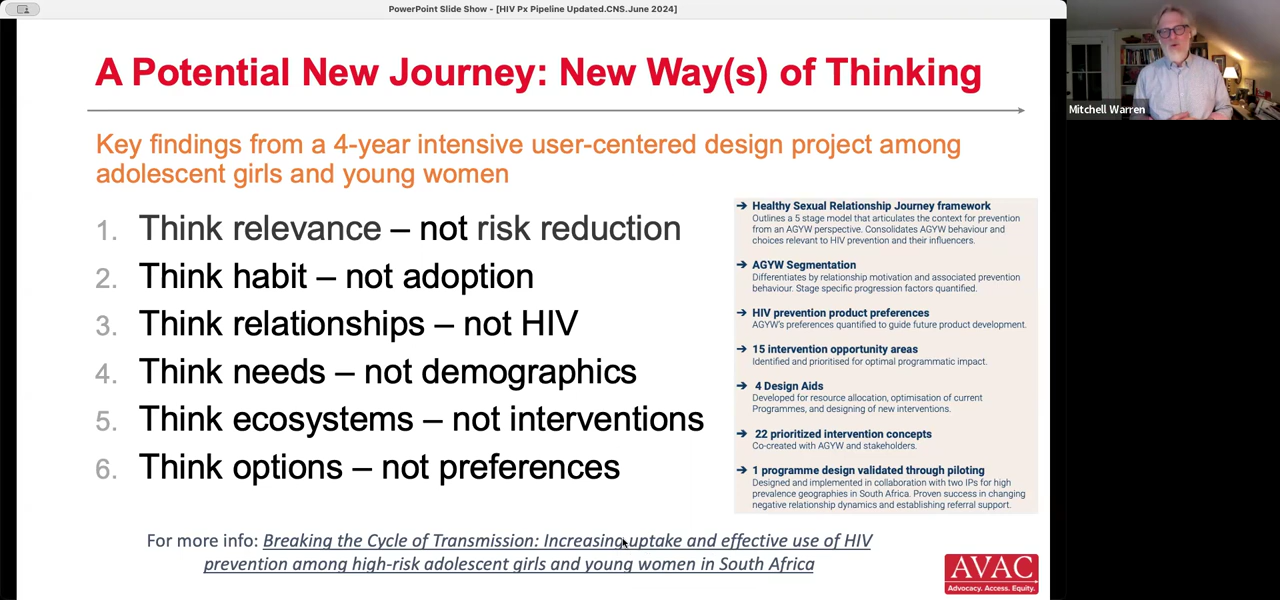 PowerPoint Slide Show - [HIV Px Pipeline Updated.CNS.June 2024]
A Potential New Journey: New Way(s) of Thinking
Key findings from a 4-year intensive user-centered design project among
adolescent girls and young women
1. Think relevance – not risk reduction
2. Think habit – not adoption
3. Think relationships – not HIV
4. Think needs – not demographics
5. Think ecosystems – not interventions
6. Think options – not preferences
➔ Healthy Sexual Relationship Journey framework
Outlines a 5 stage model that articulates the context for prevention
from an AGYW perspective. Consolidates AGYW behaviour and
choices relevant to HIV prevention and their influencers.
➔ AGYW Segmentation
Differentiates by relationship motivation and associated prevention
behaviour. Stage specific progression factors quantified.
➔ HIV prevention product preferences
AGYW's preferences quantified to guide future product development.
➔ 15 intervention opportunity areas
Identified and prioritised for optimal programmatic impact.
➔ 4 Design Aids
Developed for resource allocation, optimisation of current
Programmes, and designing of new interventions.
➔ 22 prioritized intervention concepts
Co-created with AGYW and stakeholders.
➔ 1 programme design validated through piloting
Designed and implemented in collaboration with two IPs for high
prevalence geographies in South Africa. Proven success in changing
negative relationship dynamics and establishing referral support.
For more info: Breaking the Cycle of Transmission: Increasing uptake and effective use of HIV
prevention among high-risk adolescent girls and young women in South Africa
AVAC
Advocacy. Access. Equity.
Mitchell Warren